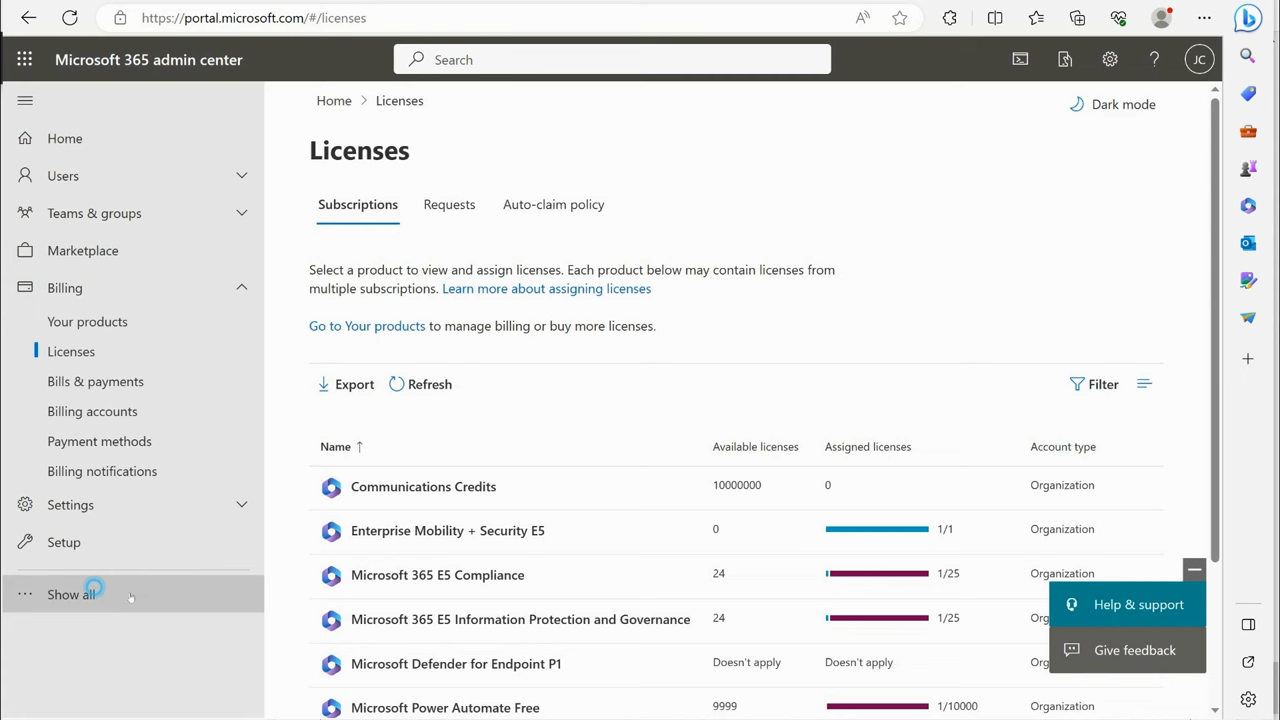 https://portal.microsoft.com/#/licenses
Microsoft 365 admin center
Search
JC
Home
Users
Teams & groups
Marketplace
Billing
Your products
Licenses
Bills & payments
Billing accounts
Payment methods
Billing notifications
Settings
Setup
Show all
Home > Licenses
Dark mode
Licenses
Subscriptions Requests Auto-claim policy
Select a product to view and assign licenses. Each product below may contain licenses from
multiple subscriptions. Learn more about assigning licenses
Go to Your products to manage billing or buy more licenses.
Export Refresh Filter
Name ↑ Available licenses Assigned licenses Account type
Communications Credits 10000000 0 Organization
Enterprise Mobility + Security E5 0 1/1 Organization
Microsoft 365 E5 Compliance 24 1/25 Organization
Microsoft 365 E5 Information Protection and Governance 24 1/25
Microsoft Defender for Endpoint P1 Doesn't apply Doesn't apply
Microsoft Power Automate Free 9999 1/10000 Organization
Help & support
Give feedback